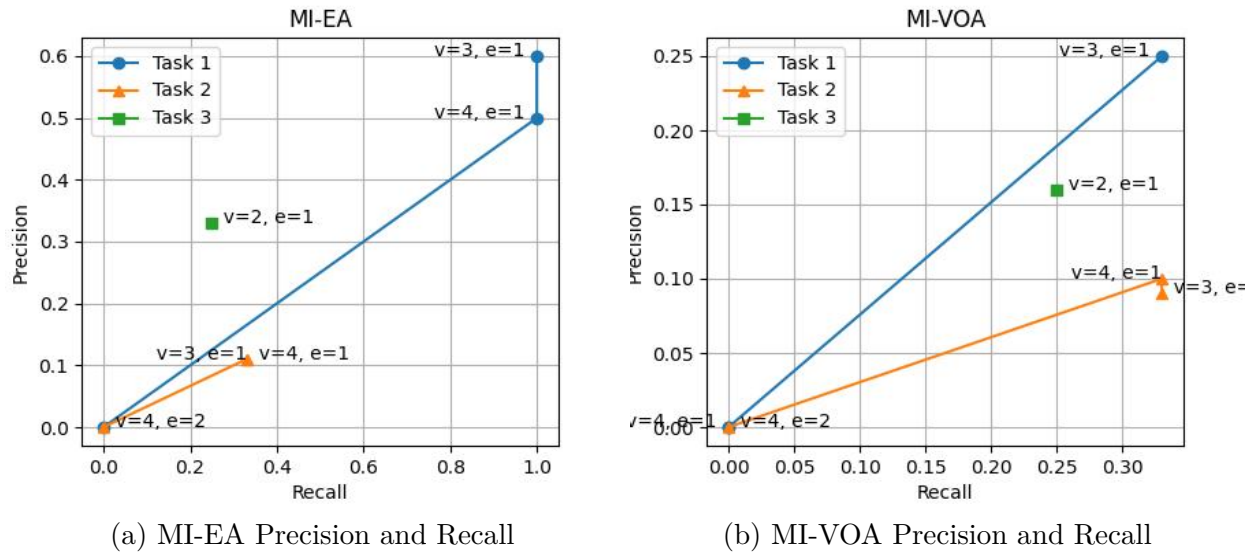 MI-EA
Task 1
Task 2
Task 3
v=3, e=1
v=4, e=1
v=2, e=1
v=3, e=1
v=4, e=1
v=4, e=2
0.6
0.5
0.4
0.3
0.2
0.1
0.0
Precision
0.0 0.2 0.4 0.6 0.8 1.0
Recall
(a) MI-EA Precision and Recall
MI-VOA
Task 1
Task 2
Task 3
v=3, e=1
v=2, e=1
v=4, e=1
v=3, e=
v=4, e=1
v=4, e=2
0.25
0.20
0.15
0.10
0.05
0.00
Precision
0.00 0.05 0.10 0.15 0.20 0.25 0.30
Recall
(b) MI-VOA Precision and Recall